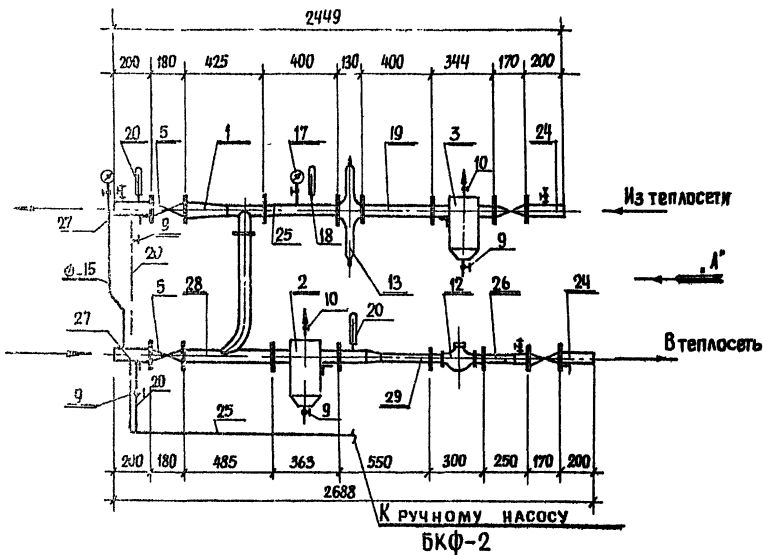 2449
200 180 425 400 130 400 344 170 200
20 5 1 17 19 3 24
10
Из теплосети
27 9 25 18 9
20 13
Ф-15
„А"
5 28 2 10 20 12 26 24
27
В теплосеть
9 20 25 9 29
200 180 485 363 550 300 250 170 200
2688
К ручному насосу
БКФ-2